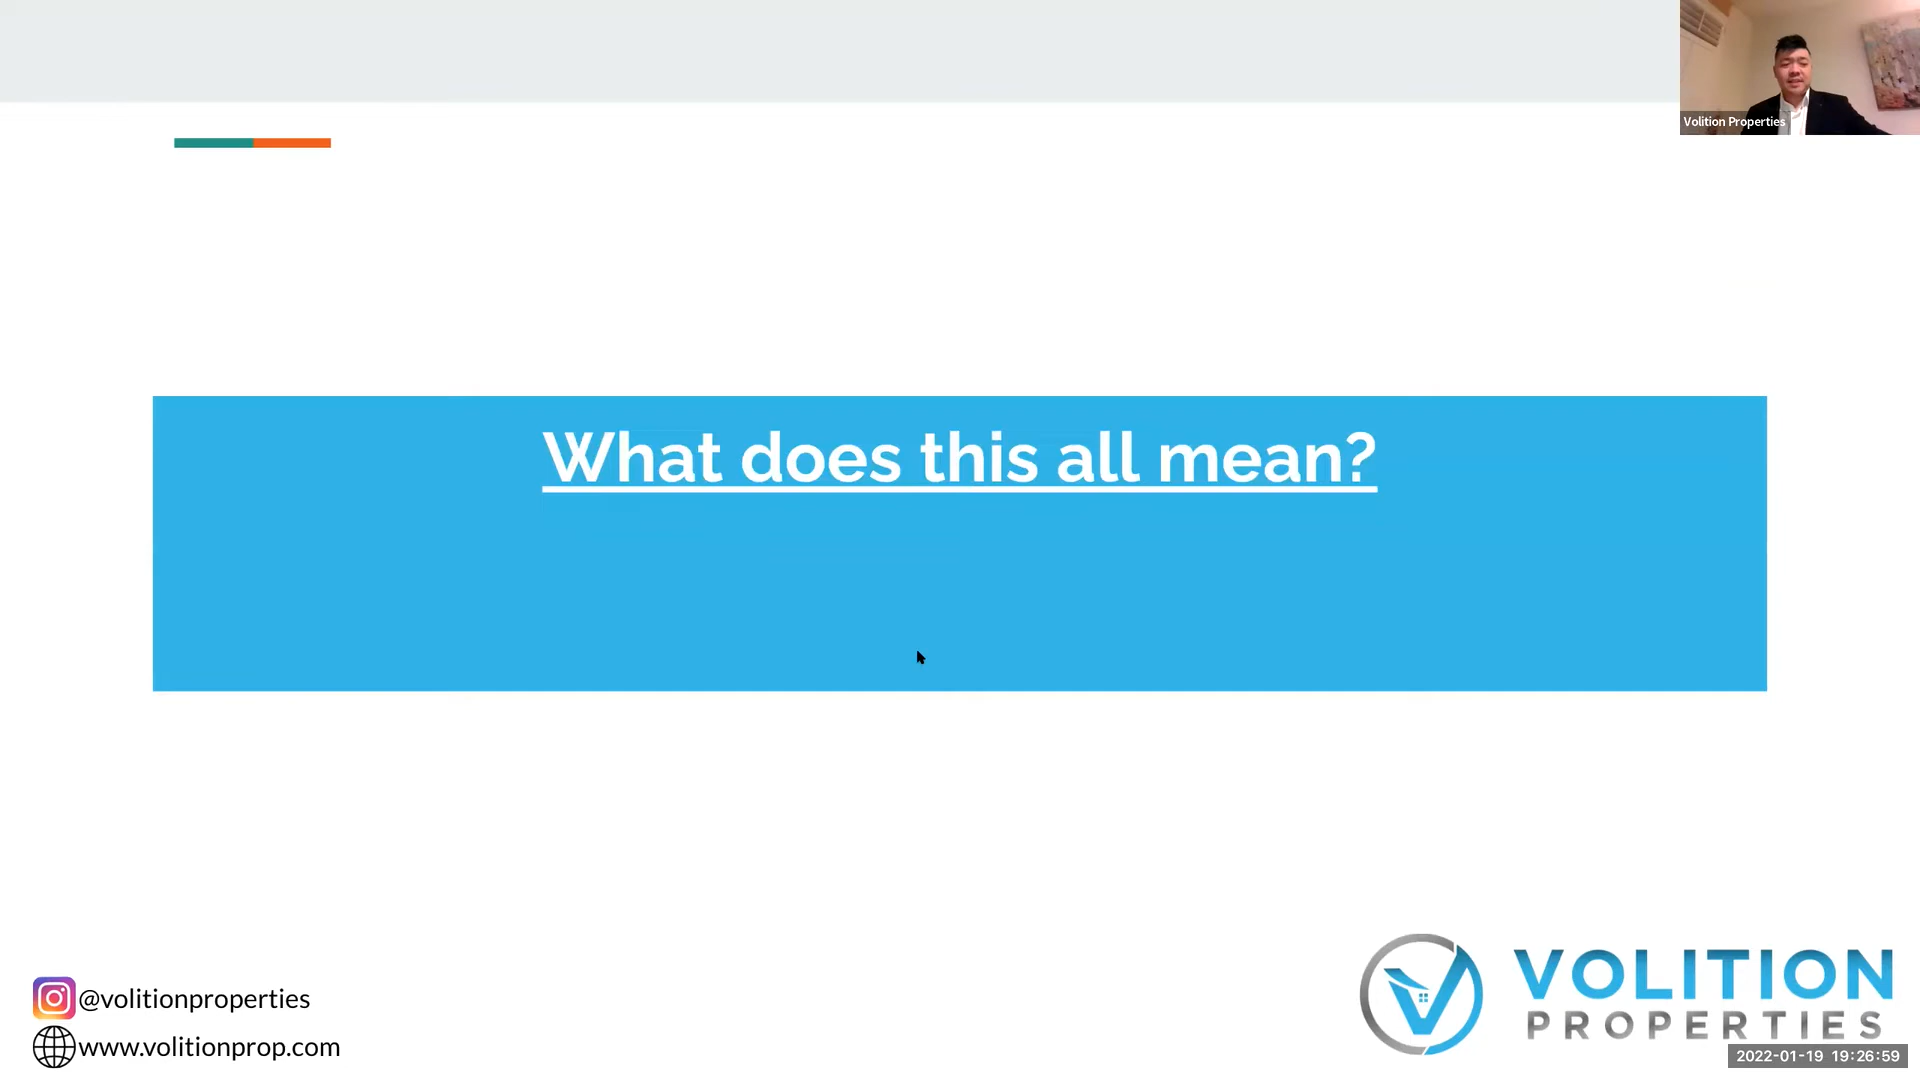 Volition Properties
What does this all mean?
@volitionproperties
www.volitionprop.com
VOLITION
PROPERTIES
2022-01-19 19:26:59